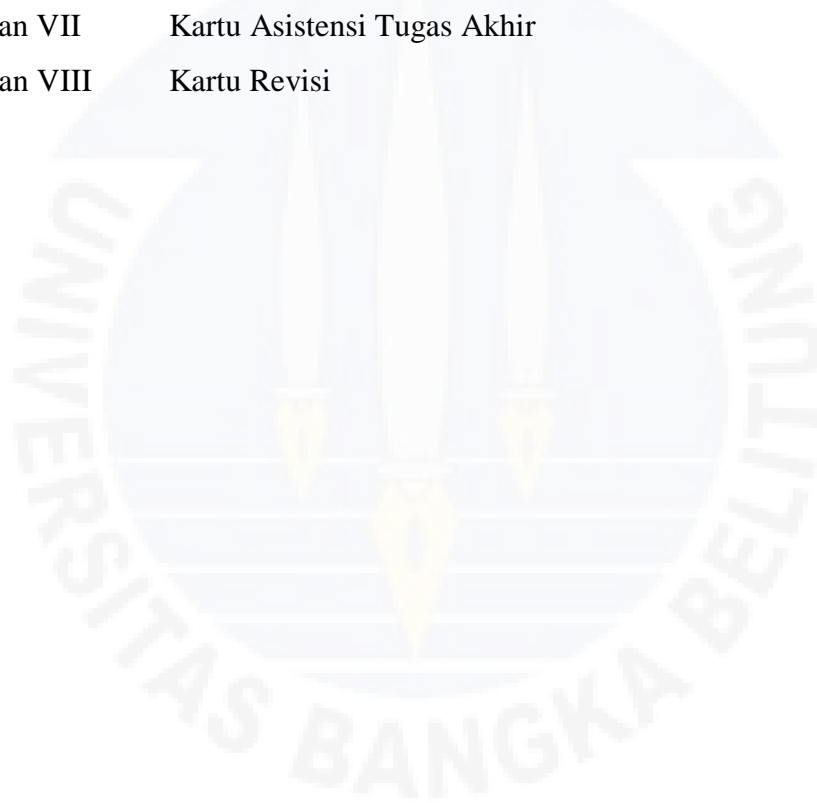 an VII Kartu Asistensi Tugas Akhir
an VIII Kartu Revisi
UNIVERSITAS BANGKA BELITUNG